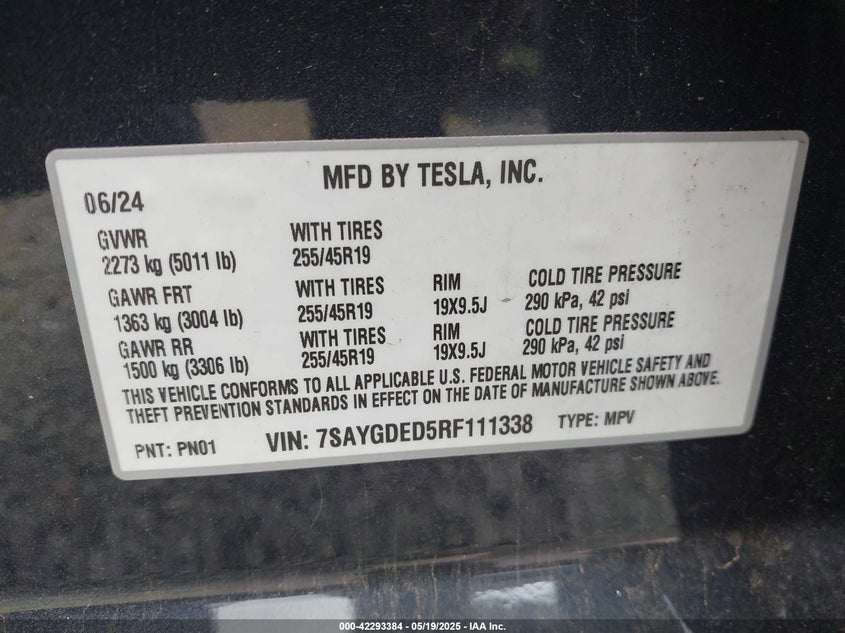 MFD BY TESLA, INC.
06/24
GVWR WITH TIRES
2273 kg (5011 lb) 255/45R19
GAWR FRT WITH TIRES RIM COLD TIRE PRESSURE
1363 kg (3004 lb) 255/45R19 19X9.5J 290 kPa, 42 psi
GAWR RR WITH TIRES RIM COLD TIRE PRESSURE
1500 kg (3306 lb) 255/45R19 19X9.5J 290 kPa, 42 psi
THIS VEHICLE CONFORMS TO ALL APPLICABLE U.S. FEDERAL MOTOR VEHICLE SAFETY AND
THEFT PREVENTION STANDARDS IN EFFECT ON THE DATE OF MANUFACTURE SHOWN ABOVE.
PNT: PN01 VIN: 7SAYGDED5RF111338 TYPE: MPV
000-42293384 | 05/19/2025 - IAA Inc.